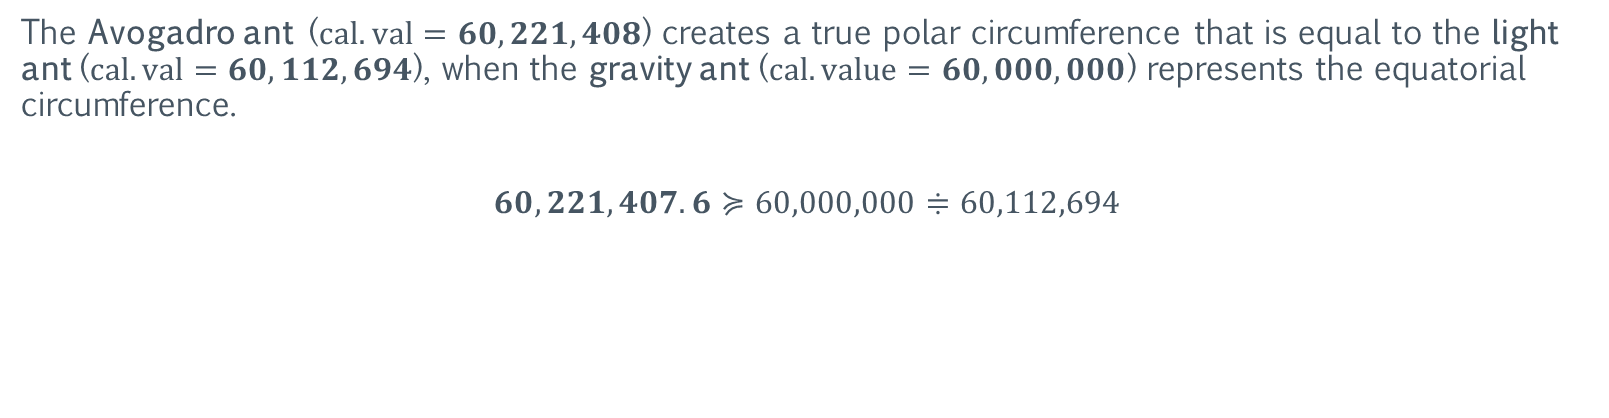 The Avogadro ant (cal. val = 60, 221, 408) creates a true polar circumference that is equal to the light
ant (cal. val = 60, 112, 694), when the gravity ant (cal. value = 60, 000, 000) represents the equatorial
circumference.
60, 221, 407. 6 ≽ 60,000,000 ÷ 60,112,694